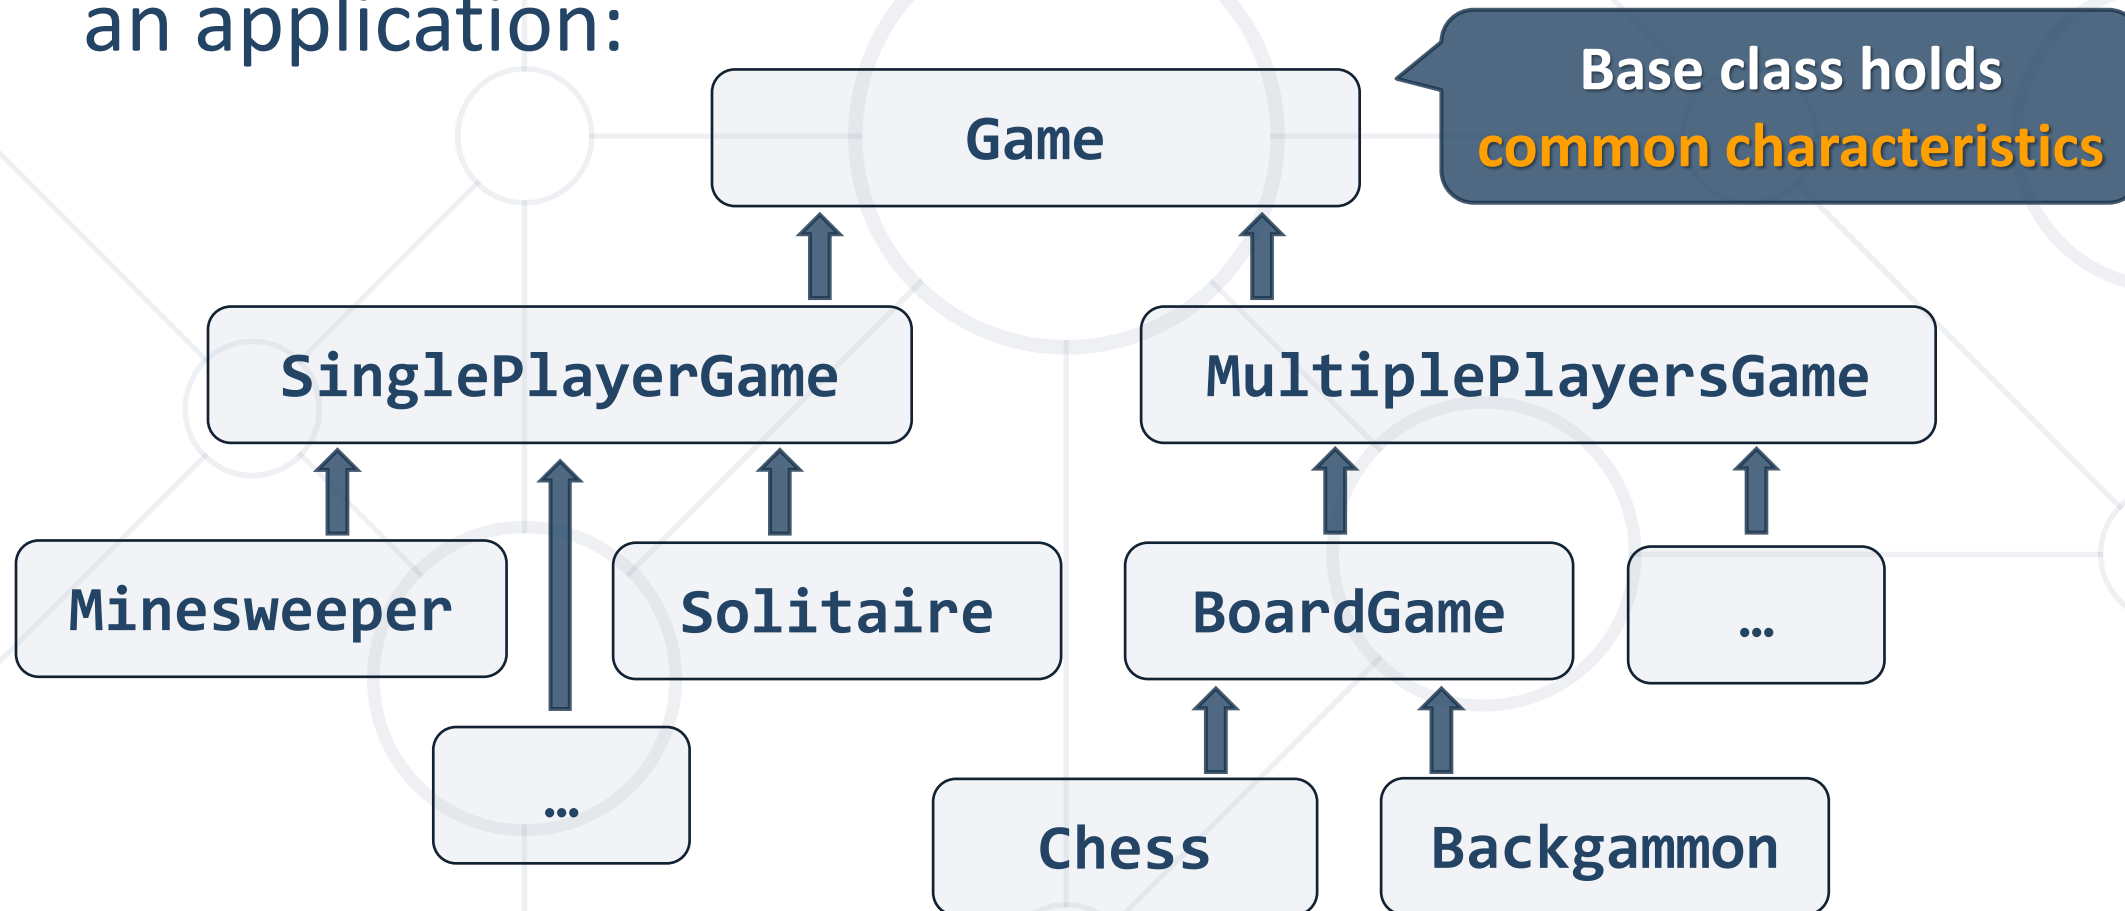 an application:
Base class holds
common characteristics
Game
SinglePlayerGame
MultiplePlayersGame
Minesweeper
Solitaire
BoardGame
…
…
Chess
Backgammon